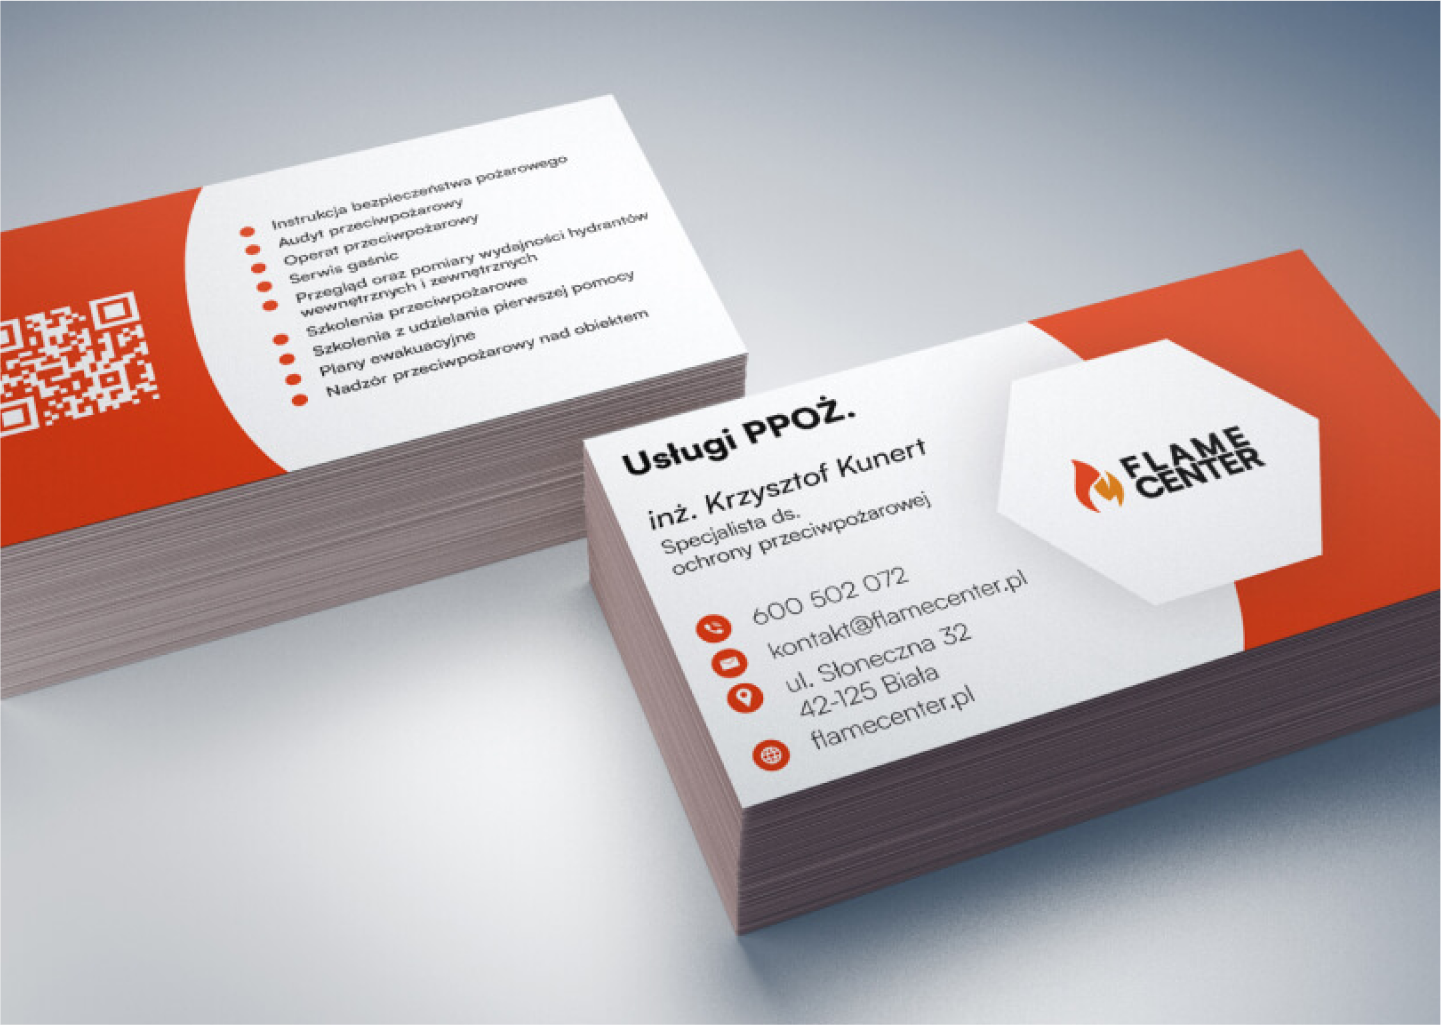 Instrukcja bezpieczeństwa pożarowego
Audyt przeciwpożarowy
Operat przeciwpożarowy
Serwis gaśnic
Przegląd oraz pomiary wydajności hydrantów
wewnętrznych i zewnętrznych
Szkolenia przeciwpożarowe
Szkolenia z udzielania pierwszej pomocy
Plany ewakuacyjne
Nadzór przeciwpożarowy nad obiektem
Usługi PPOŻ.
inż. Krzysztof Kunert
Specjalista ds.
ochrony przeciwpożarowej
600 502 072
kontakt@flamecenter.pl
ul. Słoneczna 32
42-125 Biała
flamecenter.pl
FLAME
CENTER